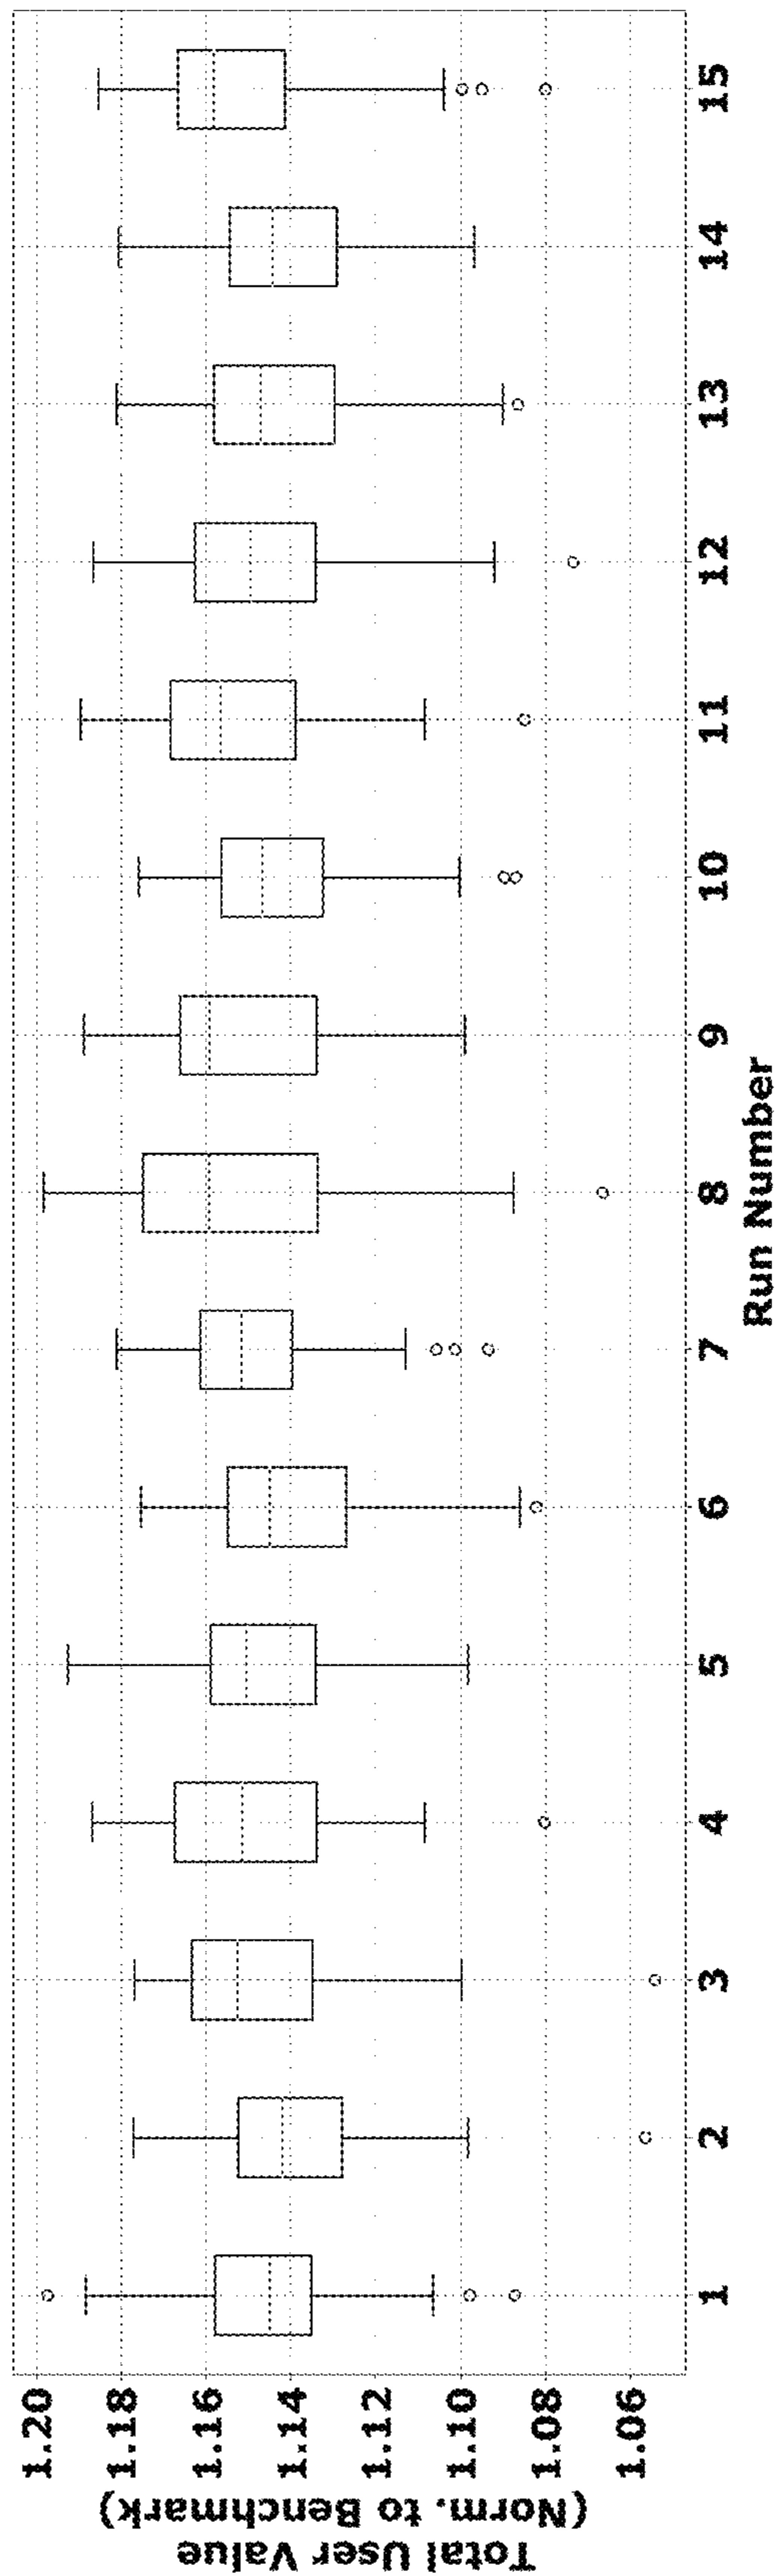 Total User Value
(Norm. to Benchmark)
1.20
1.18
1.16
1.14
1.12
1.10
1.08
1.06
1 2 3 4 5 6 7 8 9 10 11 12 13 14 15
Run Number